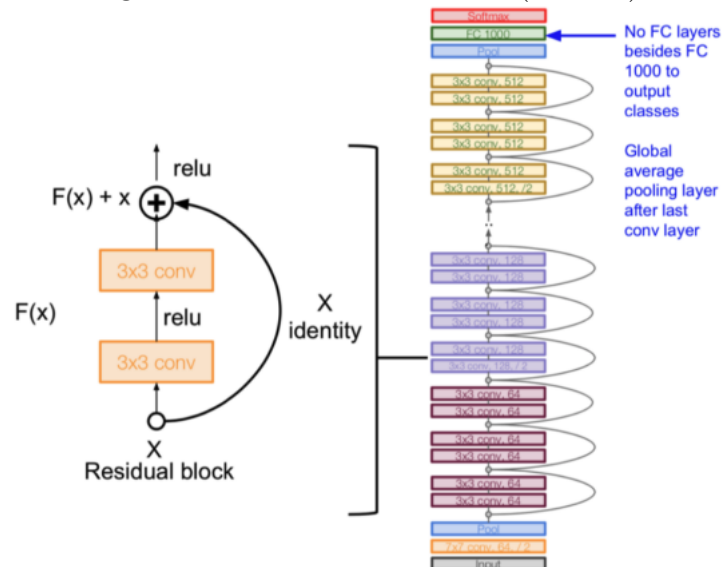 relu
F(x) + x
3x3 conv
F(x)
relu
X
identity
3x3 conv
X
Residual block
Softmax
FC 1000
Pool
3x3 conv, 512
3x3 conv, 512
3x3 conv, 512
3x3 conv, 512
3x3 conv, 512
3x3 conv, 512, /2
..
3x3 conv, 128
3x3 conv, 128
3x3 conv, 128
3x3 conv, 128
3x3 conv, 128
3x3 conv, 128, / 2
3x3 conv, 64
3x3 conv, 64
3x3 conv, 64
3x3 conv, 64
3x3 conv, 64
3x3 conv, 64
Pool
7x7 conv, 64, / 2
Input
No FC layers
besides FC
1000 to
output
classes
Global
average
pooling layer
after last
conv layer